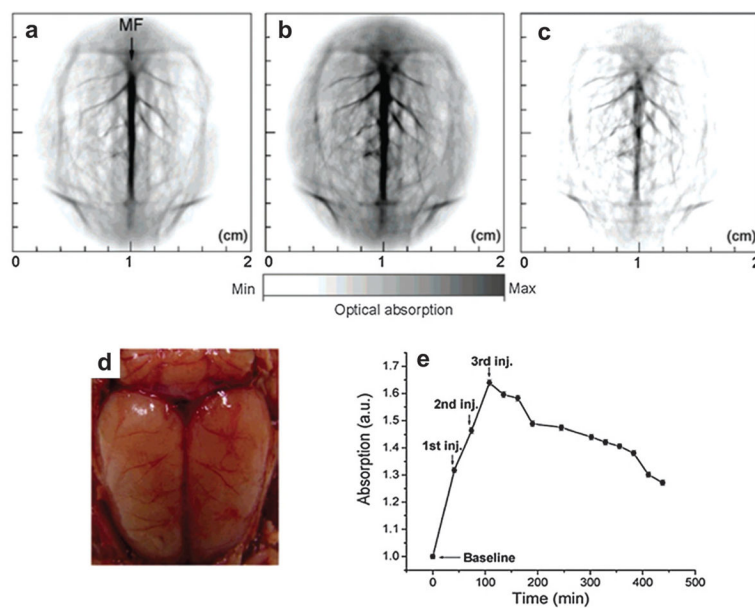 a
MF
b
c
(cm)
(cm)
(cm)
0
1
2
0
1
2
0
1
2
Min
Max
Optical absorption
d
e
1.7
1.6
1.5
1.4
1.3
1.2
1.1
1.0
3rd inj.
2nd inj.
1st inj.
Baseline
Absorption (a.u.)
0
100
200
300
400
500
Time (min)